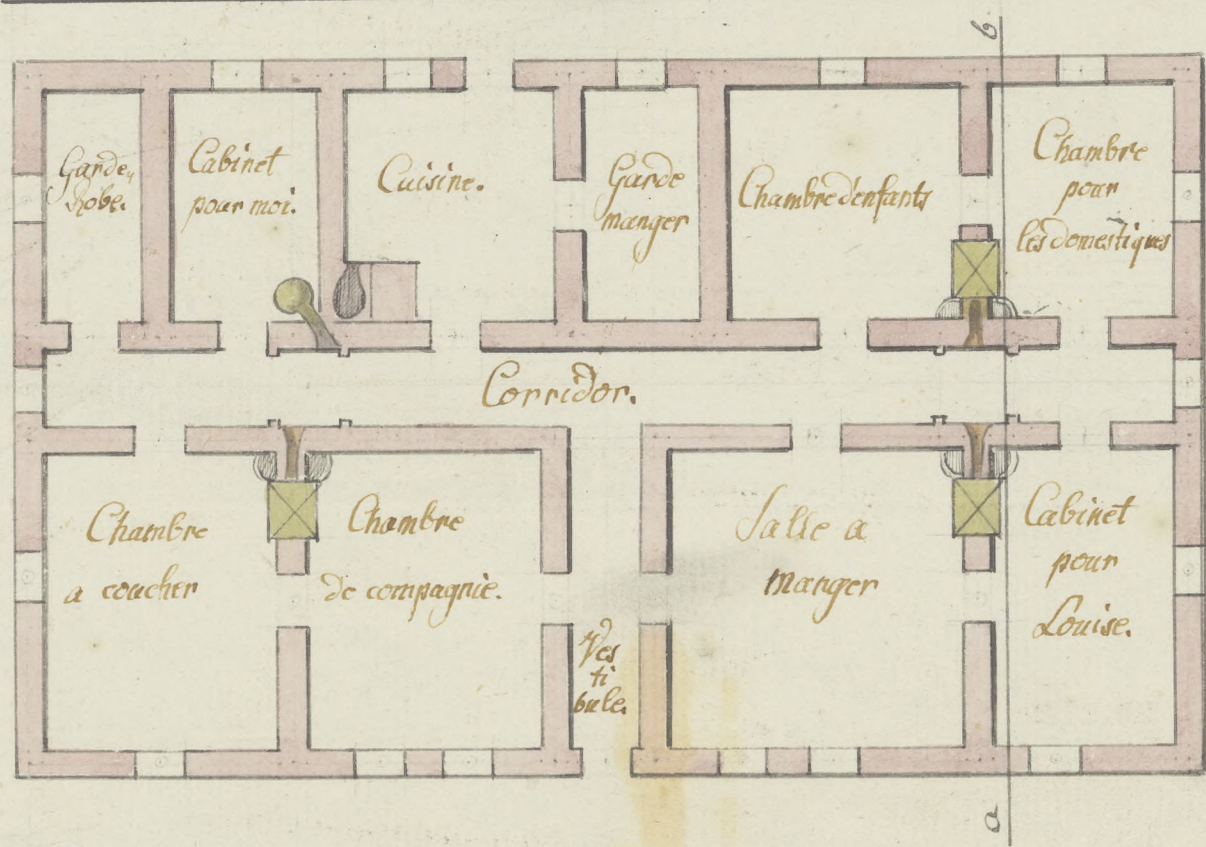 b
Garde,
Robe.
Cabinet
pour moi.
Cuisine.
Garde
manger
Chambre d'enfants
Chambre
pour
les domestiques
Corridor.
Chambre
a coucher
Chambre
de compagnie.
Ves
ti
bule.
Salle a
manger
Cabinet
pour
Louise.
a